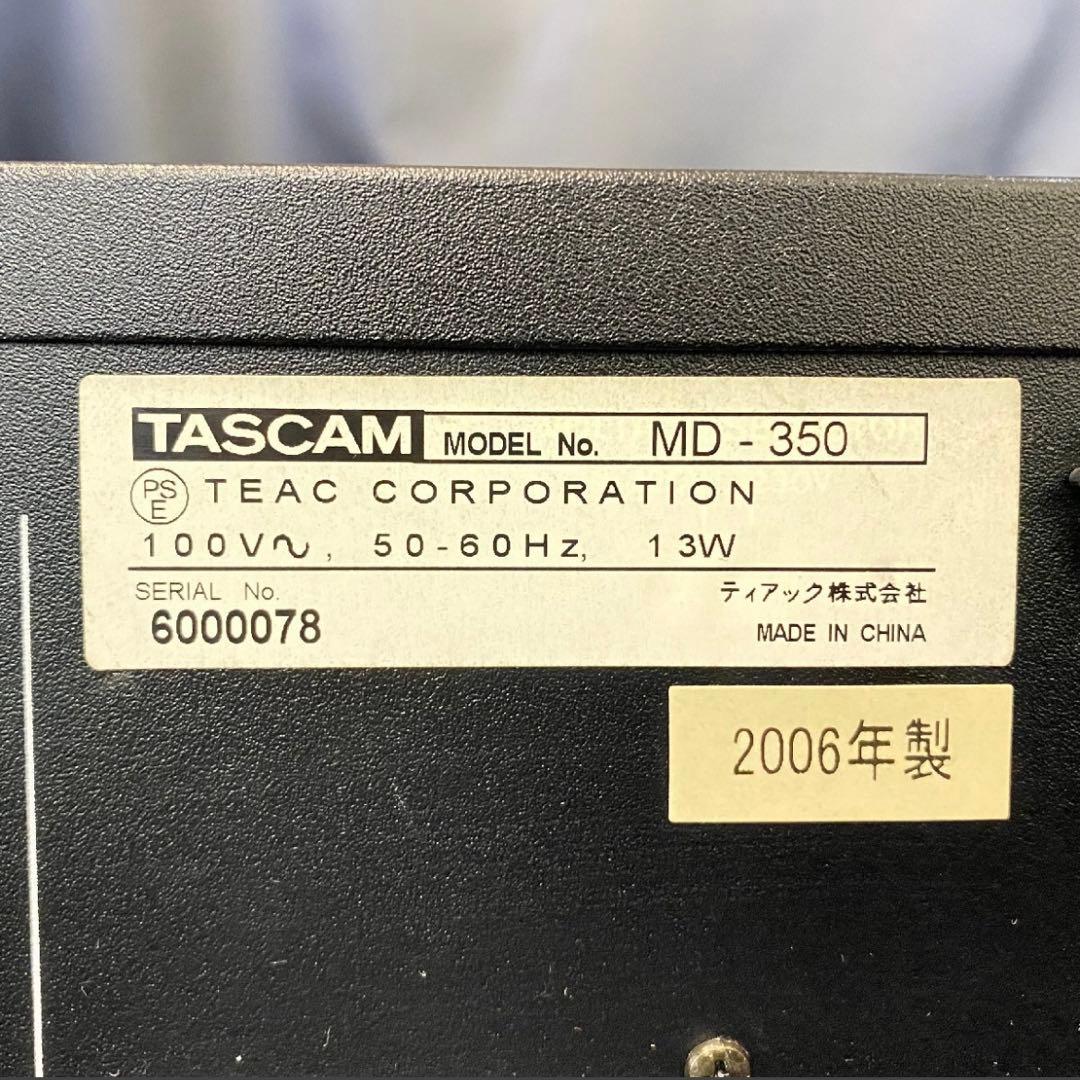 TASCAM MODEL No. MD - 350
PSE TEAC CORPORATION
100V～, 50-60Hz, 13W
SERIAL No. ティアック株式会社
6000078 MADE IN CHINA
2006年製